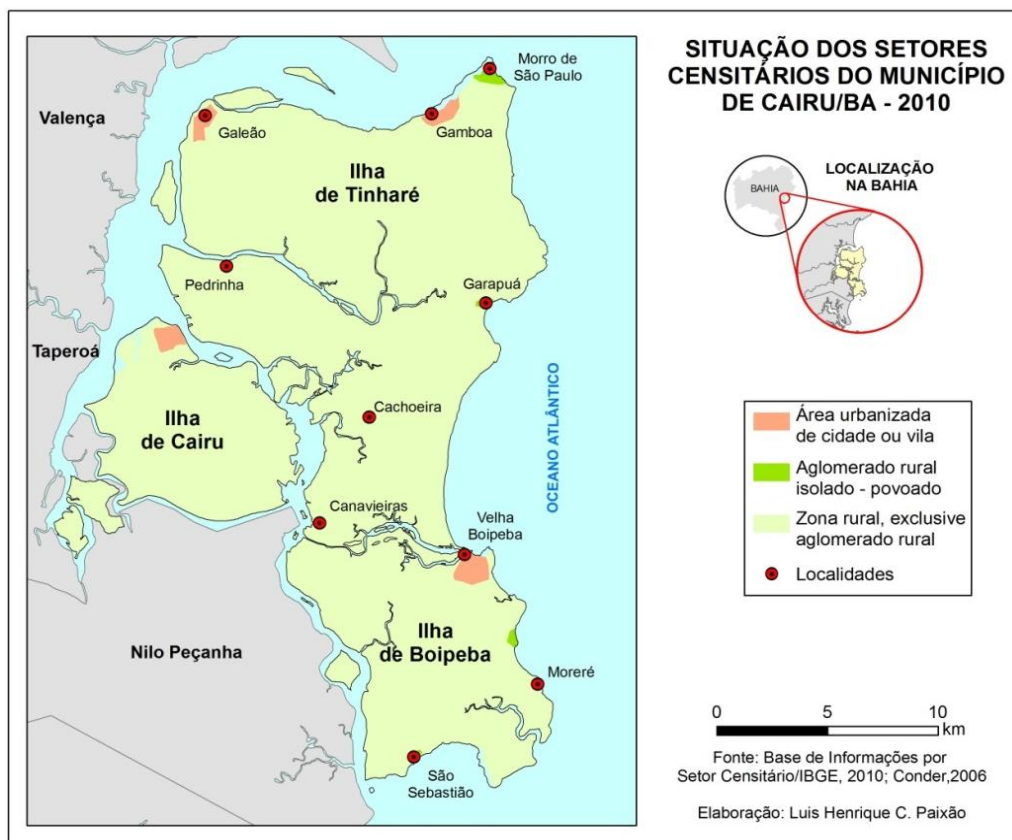 SITUAÇÃO DOS SETORES
CENSITÁRIOS DO MUNICÍPIO
DE CAIRU/BA - 2010
LOCALIZAÇÃO
NA BAHIA
BAHIA
Morro de
São Paulo
Valença
Galeão
Gamboa
Ilha
de Tinharé
Pedrinha
Garapuá
Taperoá
Ilha
de Cairu
Cachoeira
OCEANO ATLÂNTICO
Canavieiras
Velha
Boipeba
Nilo Peçanha
Ilha
de Boipeba
Moreré
São
Sebastião
Área urbanizada
de cidade ou vila
Aglomerado rural
isolado - povoado
Zona rural, exclusive
aglomerado rural
Localidades
0 5 10
km
Fonte: Base de Informações por
Setor Censitário/IBGE, 2010; Conder,2006
Elaboração: Luis Henrique C. Paixão